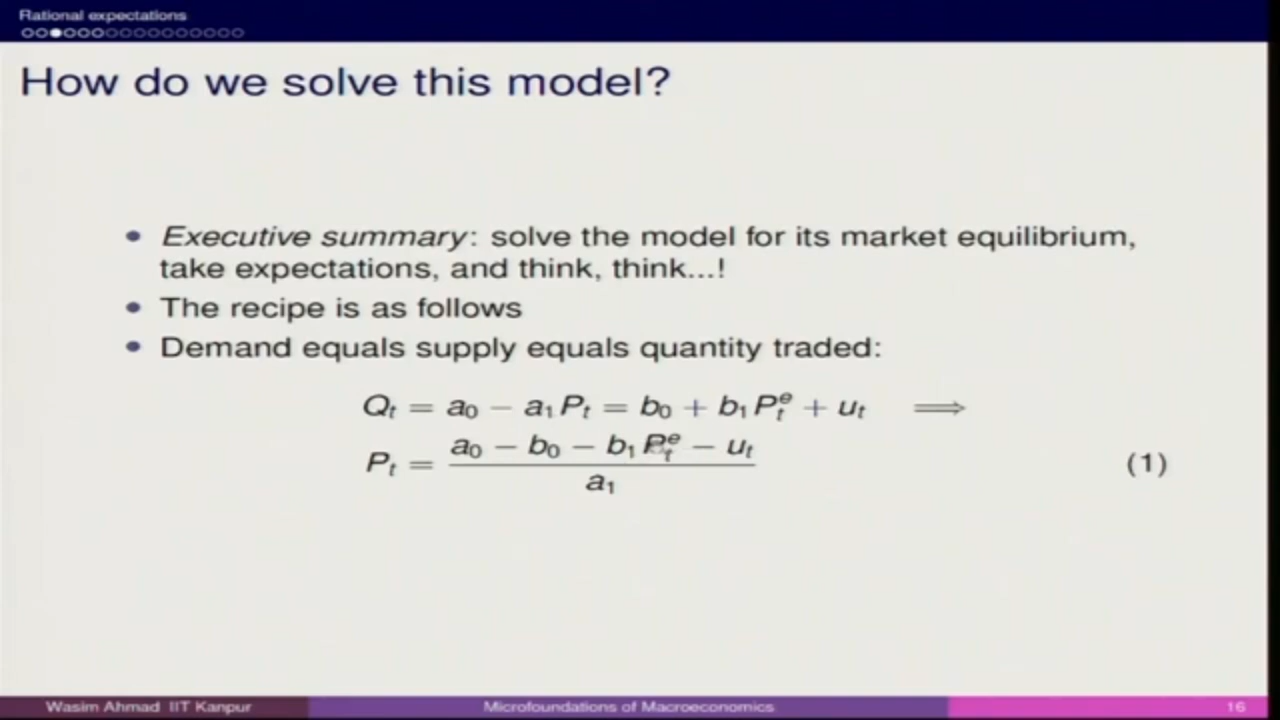 Rational expectations
How do we solve this model?
• Executive summary: solve the model for its market equilibrium,
take expectations, and think, think...!
• The recipe is as follows
• Demand equals supply equals quantity traded:
Qₜ = a₀ − a₁Pₜ = b₀ + b₁Pₜᵉ + uₜ ⟹
Pₜ = (a₀ − b₀ − b₁Pₜᵉ − uₜ) / a₁ (1)
Wasim Ahmad IIT Kanpur Microfoundations of Macroeconomics 16